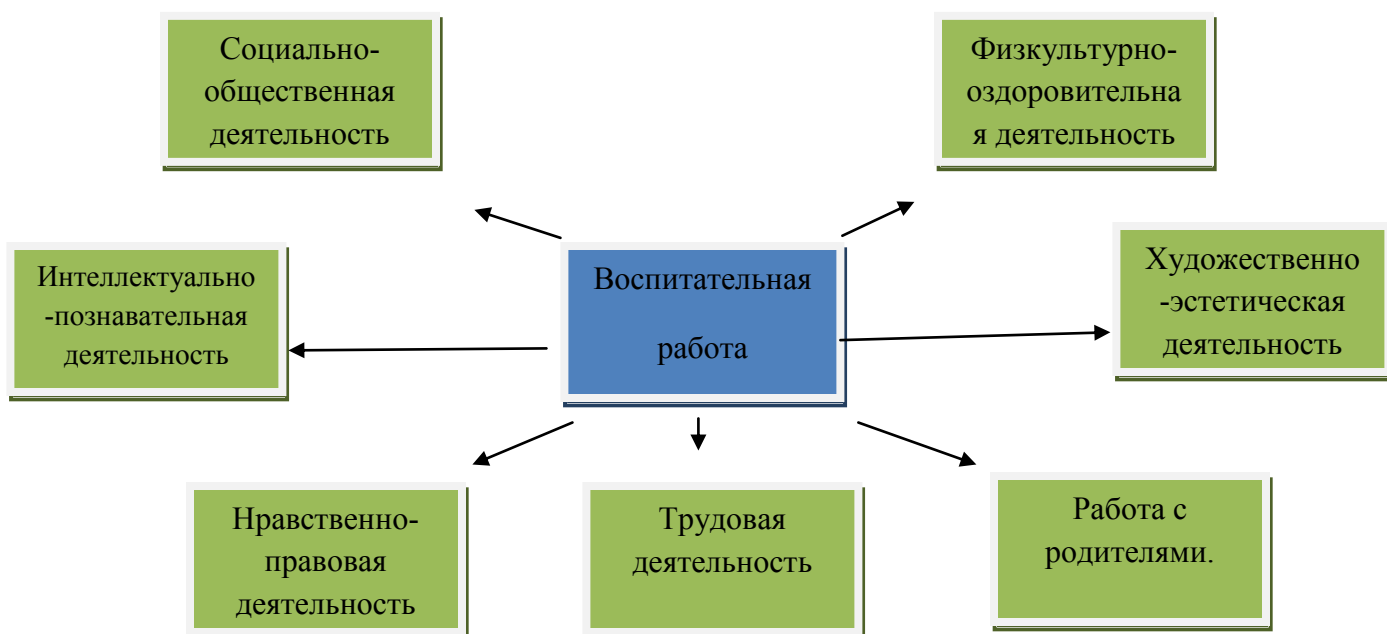 Социально-
общественная
деятельность
Физкультурно-
оздоровительна
я деятельность
Интеллектуально
-познавательная
деятельность
Воспитательная
работа
Художественно
-эстетическая
деятельность
Нравственно-
правовая
деятельность
Трудовая
деятельность
Работа с
родителями.